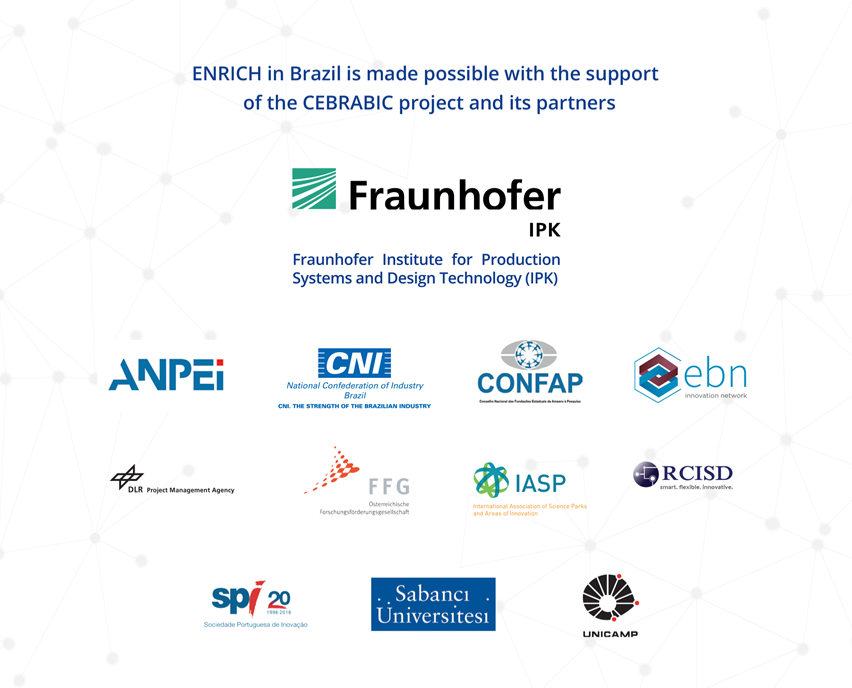 ENRICH in Brazil is made possible with the support
of the CEBRABIC project and its partners
Fraunhofer
IPK
Fraunhofer Institute for Production
Systems and Design Technology (IPK)
ANPEi
CNI
National Confederation of Industry
Brazil
CNI. THE STRENGTH OF THE BRAZILIAN INDUSTRY
CONFAP
Conselho Nacional das Fundações Estaduais de Amparo à Pesquisa
ebn
innovation network
DLR Project Management Agency
FFG
Österreichische
Forschungsförderungsgesellschaft
IASP
International Association of Science Parks
and Areas of Innovation
RCISD
smart. flexible. innovative.
spi 20
1996-2016
Sociedade Portuguesa de Inovação
Sabancı
Üniversitesi
UNICAMP